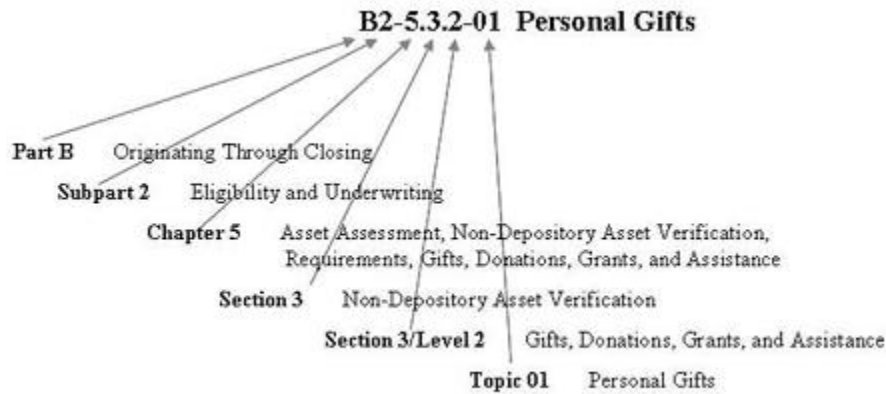 B2-5.3.2-01 Personal Gifts
Part B Originating Through Closing
Subpart 2 Eligibility and Underwriting
Chapter 5 Asset Assessment, Non-Depository Asset Verification,
Requirements, Gifts, Donations, Grants, and Assistance
Section 3 Non-Depository Asset Verification
Section 3/Level 2 Gifts, Donations, Grants, and Assistance
Topic 01 Personal Gifts